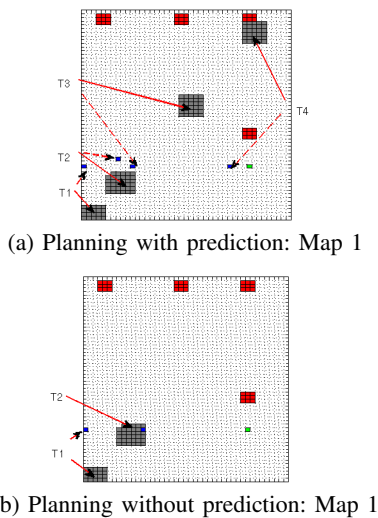 T3
T4
T2
T1
(a) Planning with prediction: Map 1
T2
T1
b) Planning without prediction: Map 1